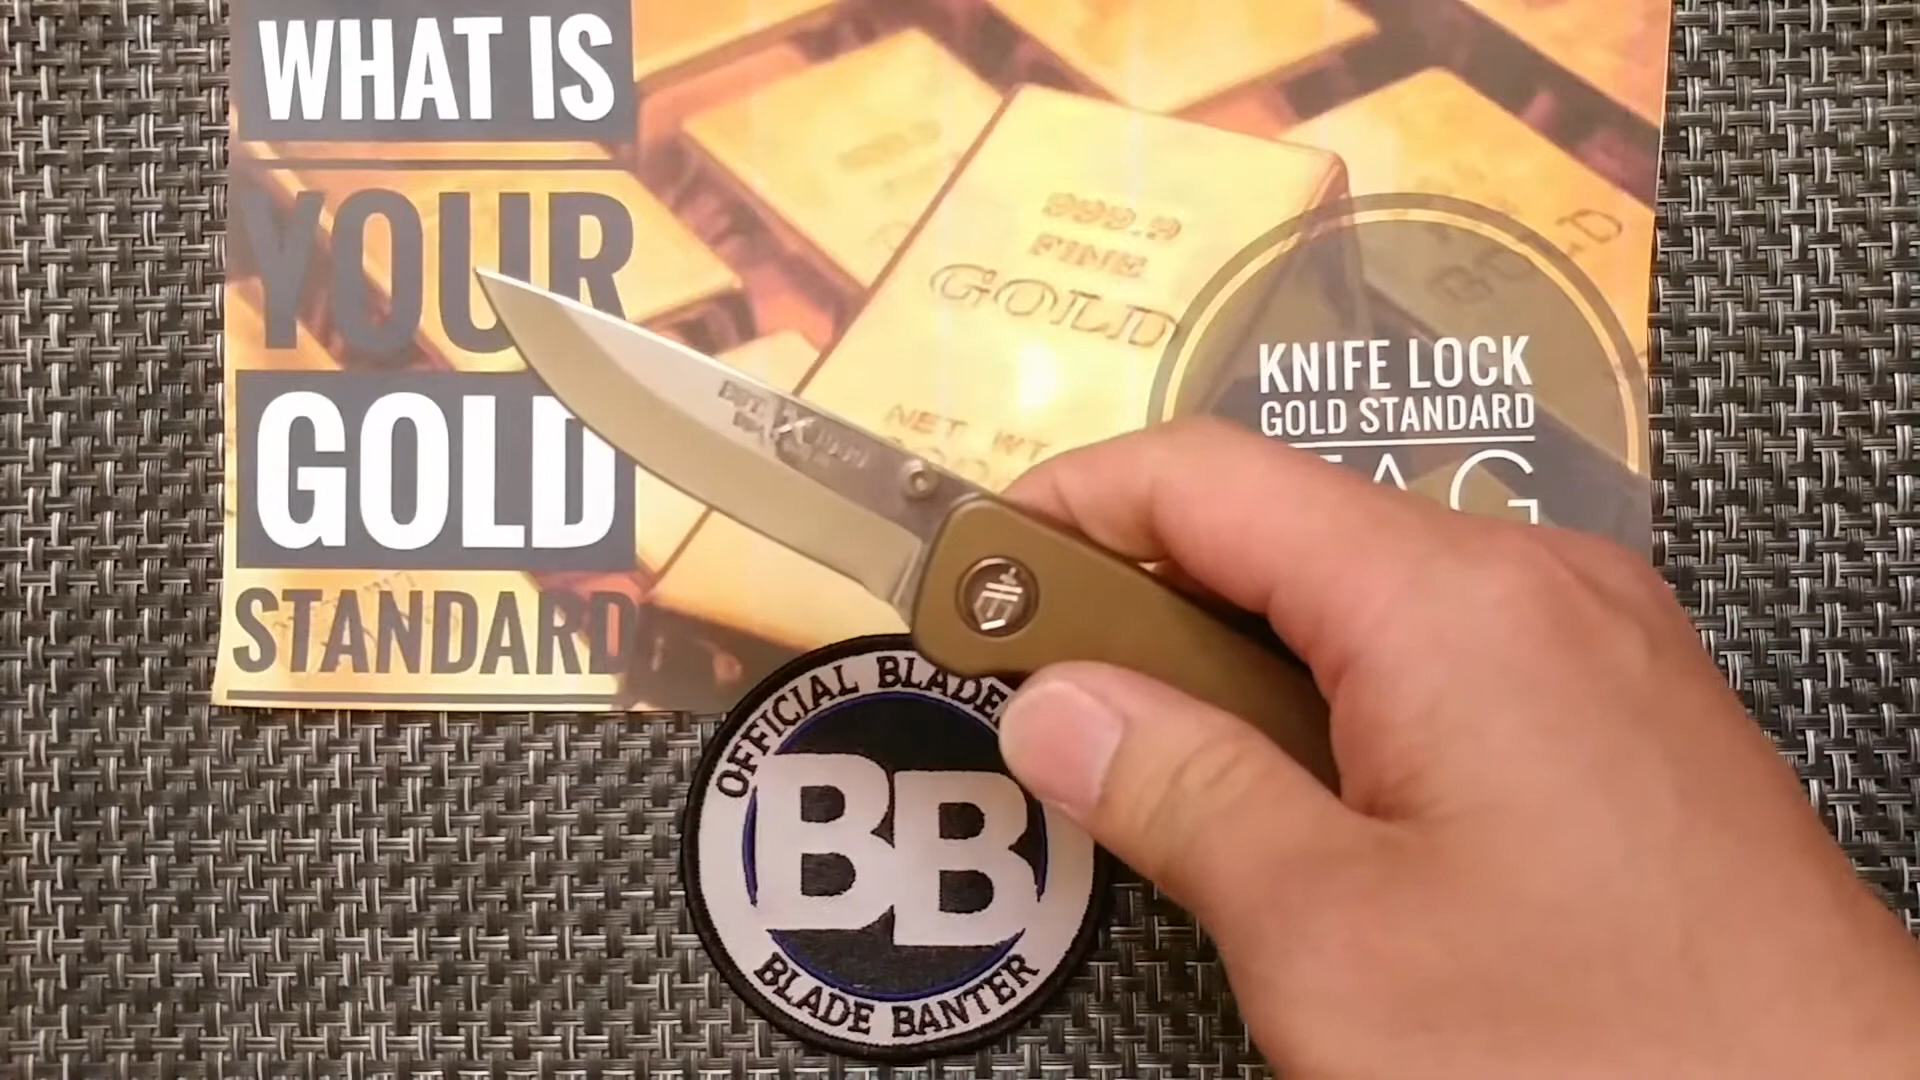 WHAT IS
YOUR
GOLD
STANDARD
999.9
FINE
GOLD
NET WT
KNIFE LOCK
GOLD STANDARD
TAG
OFFICIAL BLADE
BB
BLADE BANTER